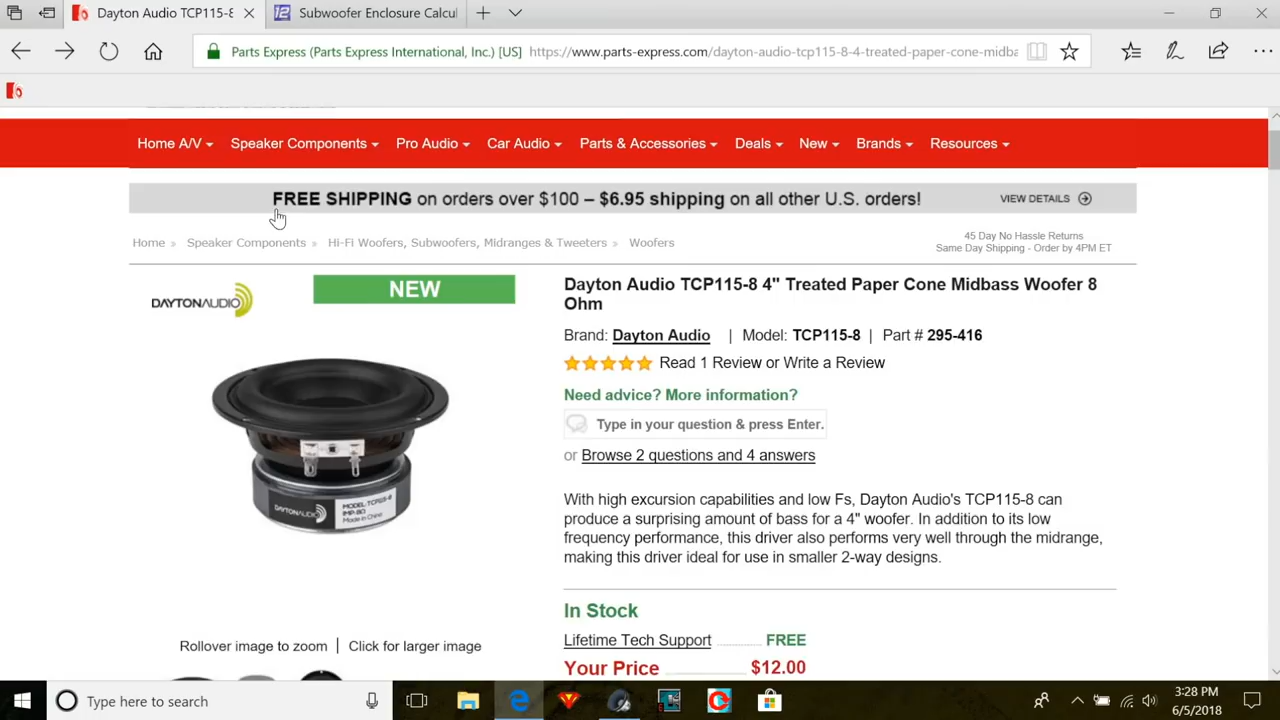 Dayton Audio TCP115-8
Subwoofer Enclosure Calcul
Parts Express (Parts Express International, Inc.) [US] https://www.parts-express.com/dayton-audio-tcp115-8-4-treated-paper-cone-midba
Home A/V Speaker Components Pro Audio Car Audio Parts & Accessories Deals New Brands Resources
FREE SHIPPING on orders over $100 – $6.95 shipping on all other U.S. orders! VIEW DETAILS
Home » Speaker Components » Hi-Fi Woofers, Subwoofers, Midranges & Tweeters » Woofers
45 Day No Hassle Returns
Same Day Shipping - Order by 4PM ET
DAYTONAUDIO
NEW
Dayton Audio TCP115-8 4" Treated Paper Cone Midbass Woofer 8
Ohm
Brand: Dayton Audio | Model: TCP115-8 | Part # 295-416
Read 1 Review or Write a Review
Need advice? More information?
Type in your question & press Enter.
or Browse 2 questions and 4 answers
With high excursion capabilities and low Fs, Dayton Audio's TCP115-8 can
produce a surprising amount of bass for a 4" woofer. In addition to its low
frequency performance, this driver also performs very well through the midrange,
making this driver ideal for use in smaller 2-way designs.
DAYTONAUDIO
MODEL:TCP115-8
IMP-8Ω
Made in China
In Stock
Lifetime Tech Support FREE
Your Price $12.00
Rollover image to zoom | Click for larger image
Type here to search
3:28 PM
6/5/2018